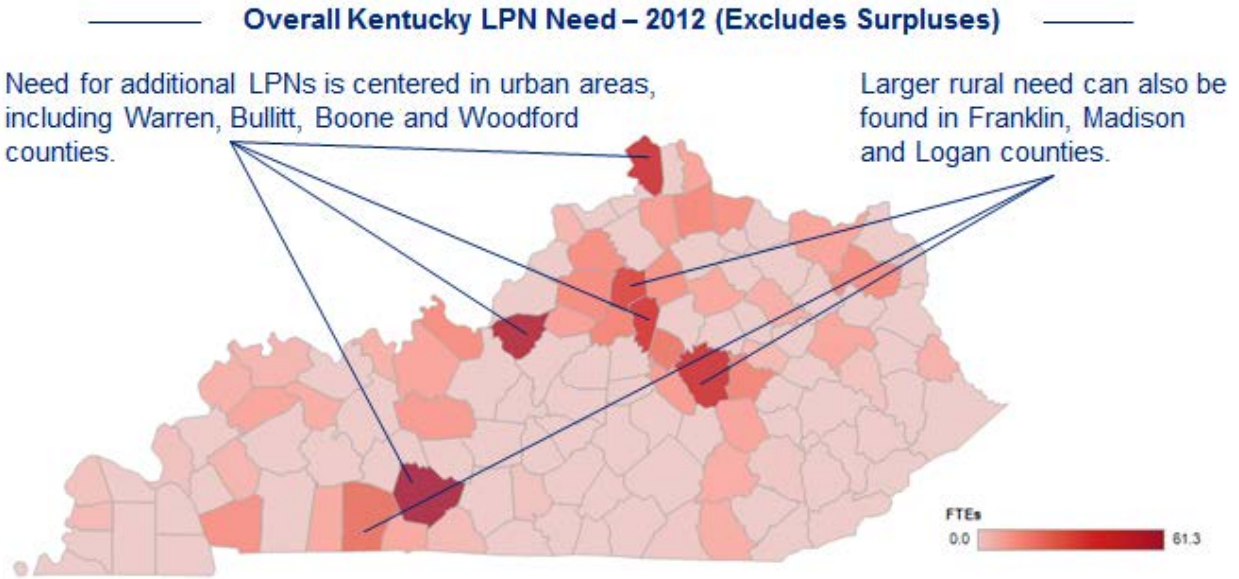 Overall Kentucky LPN Need – 2012 (Excludes Surpluses)
Need for additional LPNs is centered in urban areas,
including Warren, Bullitt, Boone and Woodford
counties.
Larger rural need can also be
found in Franklin, Madison
and Logan counties.
FTEs
0.0
61.3